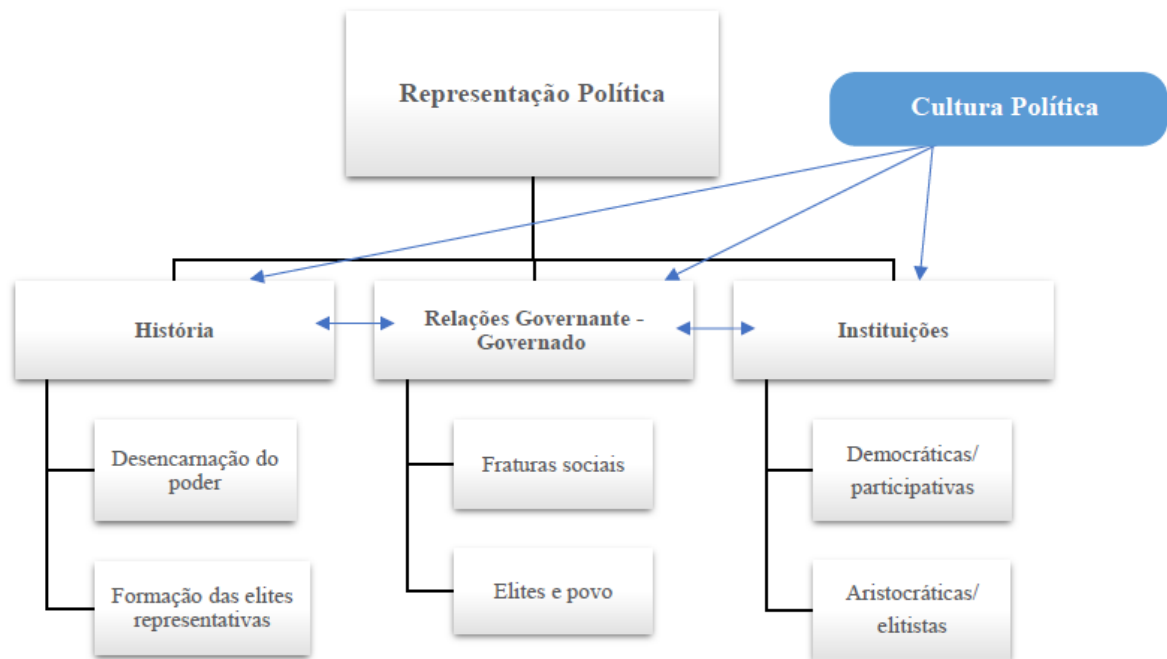 Representação Política
Cultura Política
História
Relações Governante -
Governado
Instituições
Desencarnação do
poder
Fraturas sociais
Democráticas/
participativas
Formação das elites
representativas
Elites e povo
Aristocráticas/
elitistas